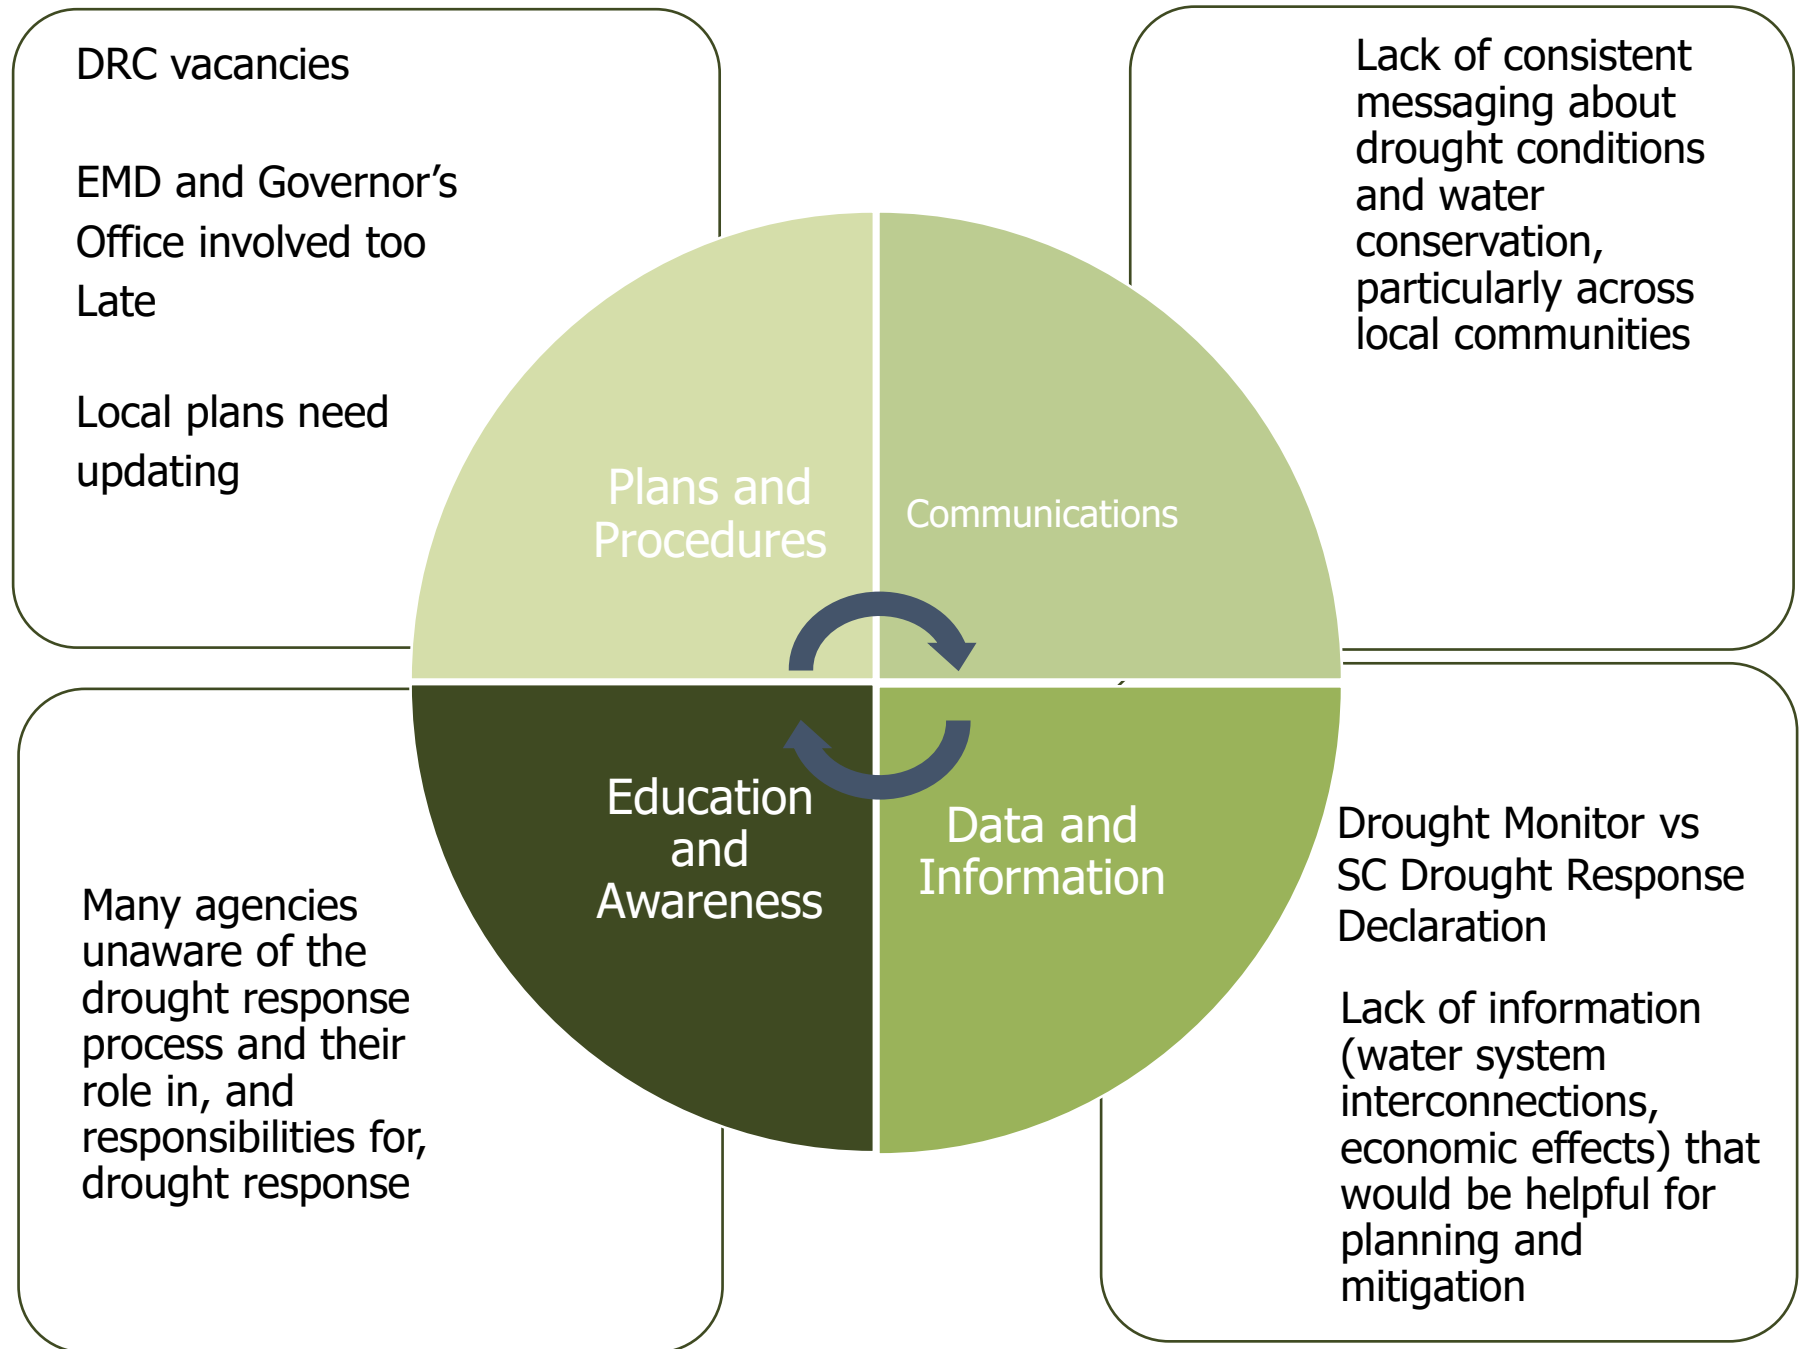 DRC vacancies
EMD and Governor’s
Office involved too
Late
Local plans need
updating
Lack of consistent
messaging about
drought conditions
and water
conservation,
particularly across
local communities
Plans and
Procedures
Communications
Education
and
Awareness
Data and
Information
Many agencies
unaware of the
drought response
process and their
role in, and
responsibilities for,
drought response
Drought Monitor vs
SC Drought Response
Declaration
Lack of information
(water system
interconnections,
economic effects) that
would be helpful for
planning and
mitigation